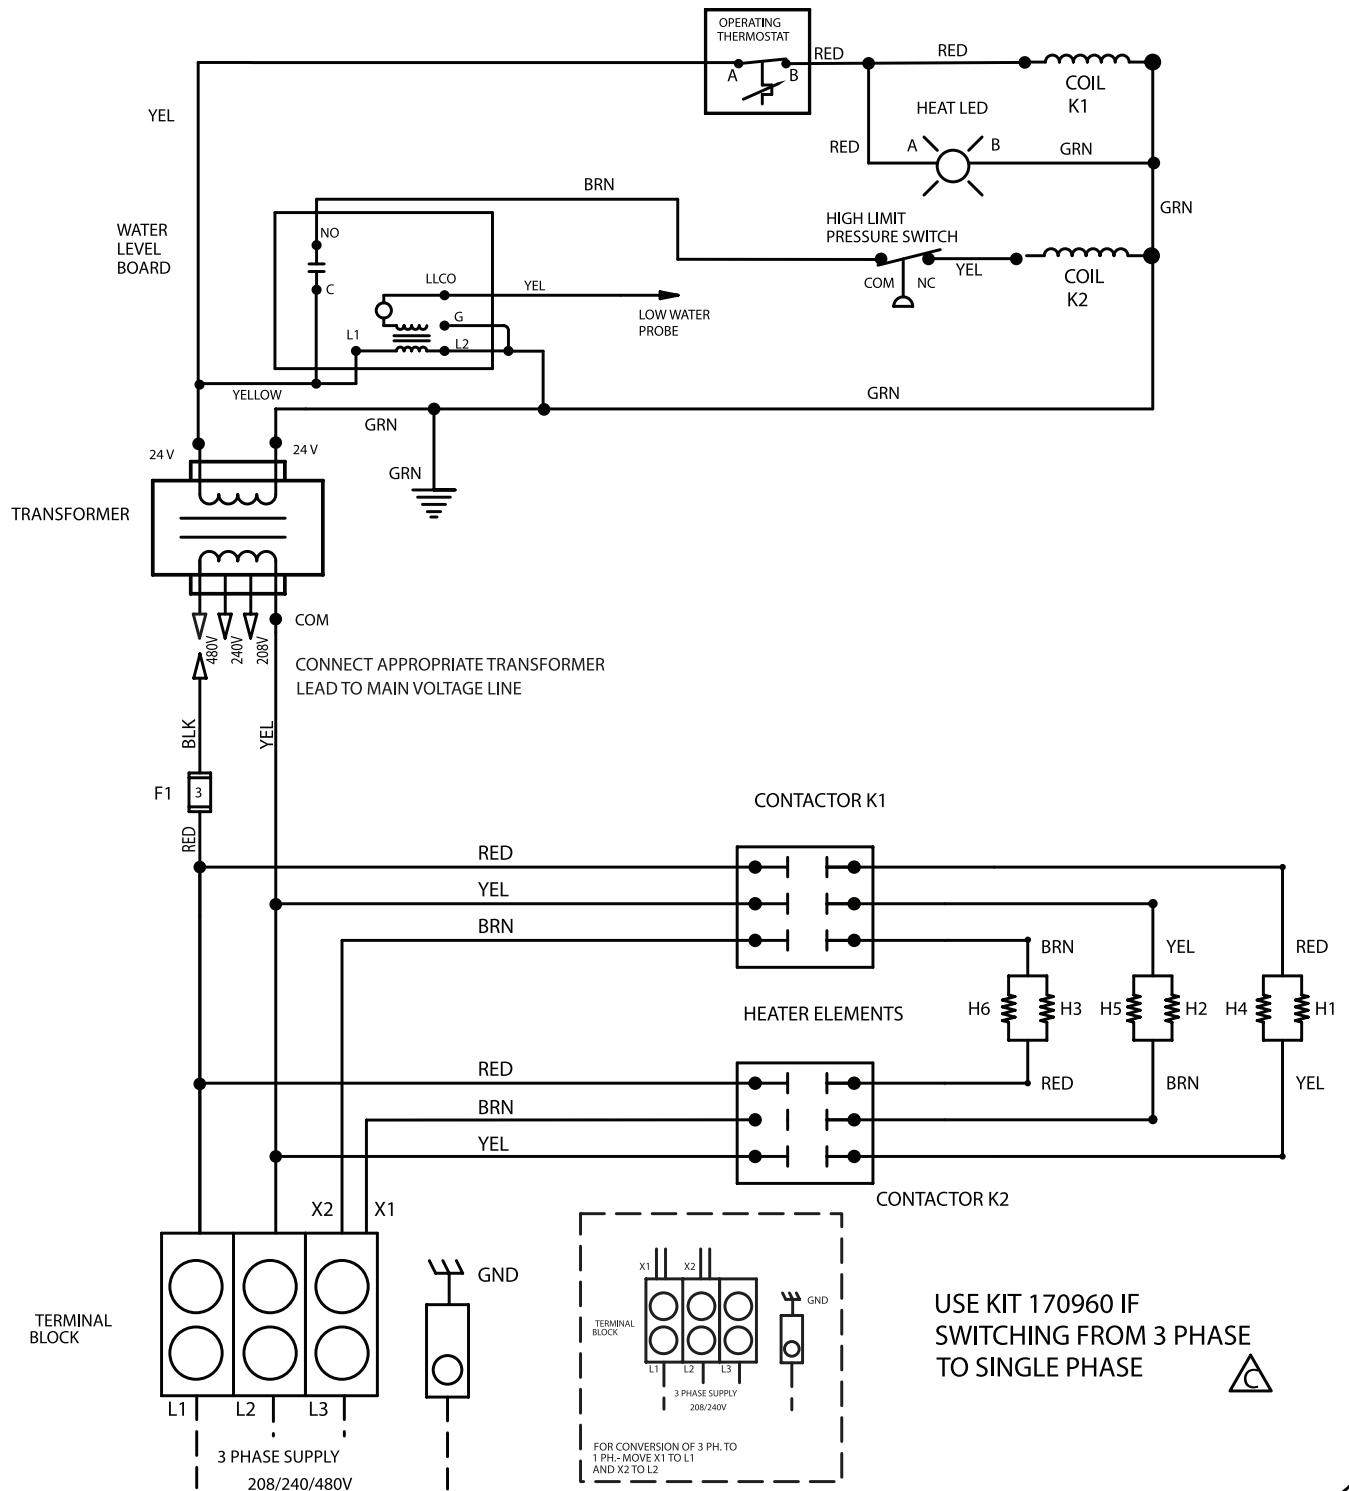 OPERATING
THERMOSTAT
A
B
RED
RED
COIL
K1
YEL
HEAT LED
RED
A
B
GRN
BRN
GRN
WATER
LEVEL
BOARD
NO
C
HIGH LIMIT
PRESSURE SWITCH
COM
NC
YEL
COIL
K2
LLCO
YEL
LOW WATER
PROBE
G
L1
L2
YELLOW
GRN
GRN
24 V
24 V
GRN
TRANSFORMER
COM
480V
240V
208V
CONNECT APPROPRIATE TRANSFORMER
LEAD TO MAIN VOLTAGE LINE
BLK
YEL
F1
3
RED
CONTACTOR K1
RED
YEL
BRN
BRN
YEL
RED
HEATER ELEMENTS
H6
H3
H5
H2
H4
H1
RED
BRN
YEL
RED
BRN
YEL
CONTACTOR K2
X2
X1
GND
TERMINAL
BLOCK
L1
L2
L3
3 PHASE SUPPLY
208/240/480V
X1
X2
GND
TERMINAL
BLOCK
L1
L2
L3
3 PHASE SUPPLY
208/240V
FOR CONVERSION OF 3 PH. TO
1 PH.- MOVE X1 TO L1
AND X2 TO L2
USE KIT 170960 IF
SWITCHING FROM 3 PHASE
TO SINGLE PHASE
C